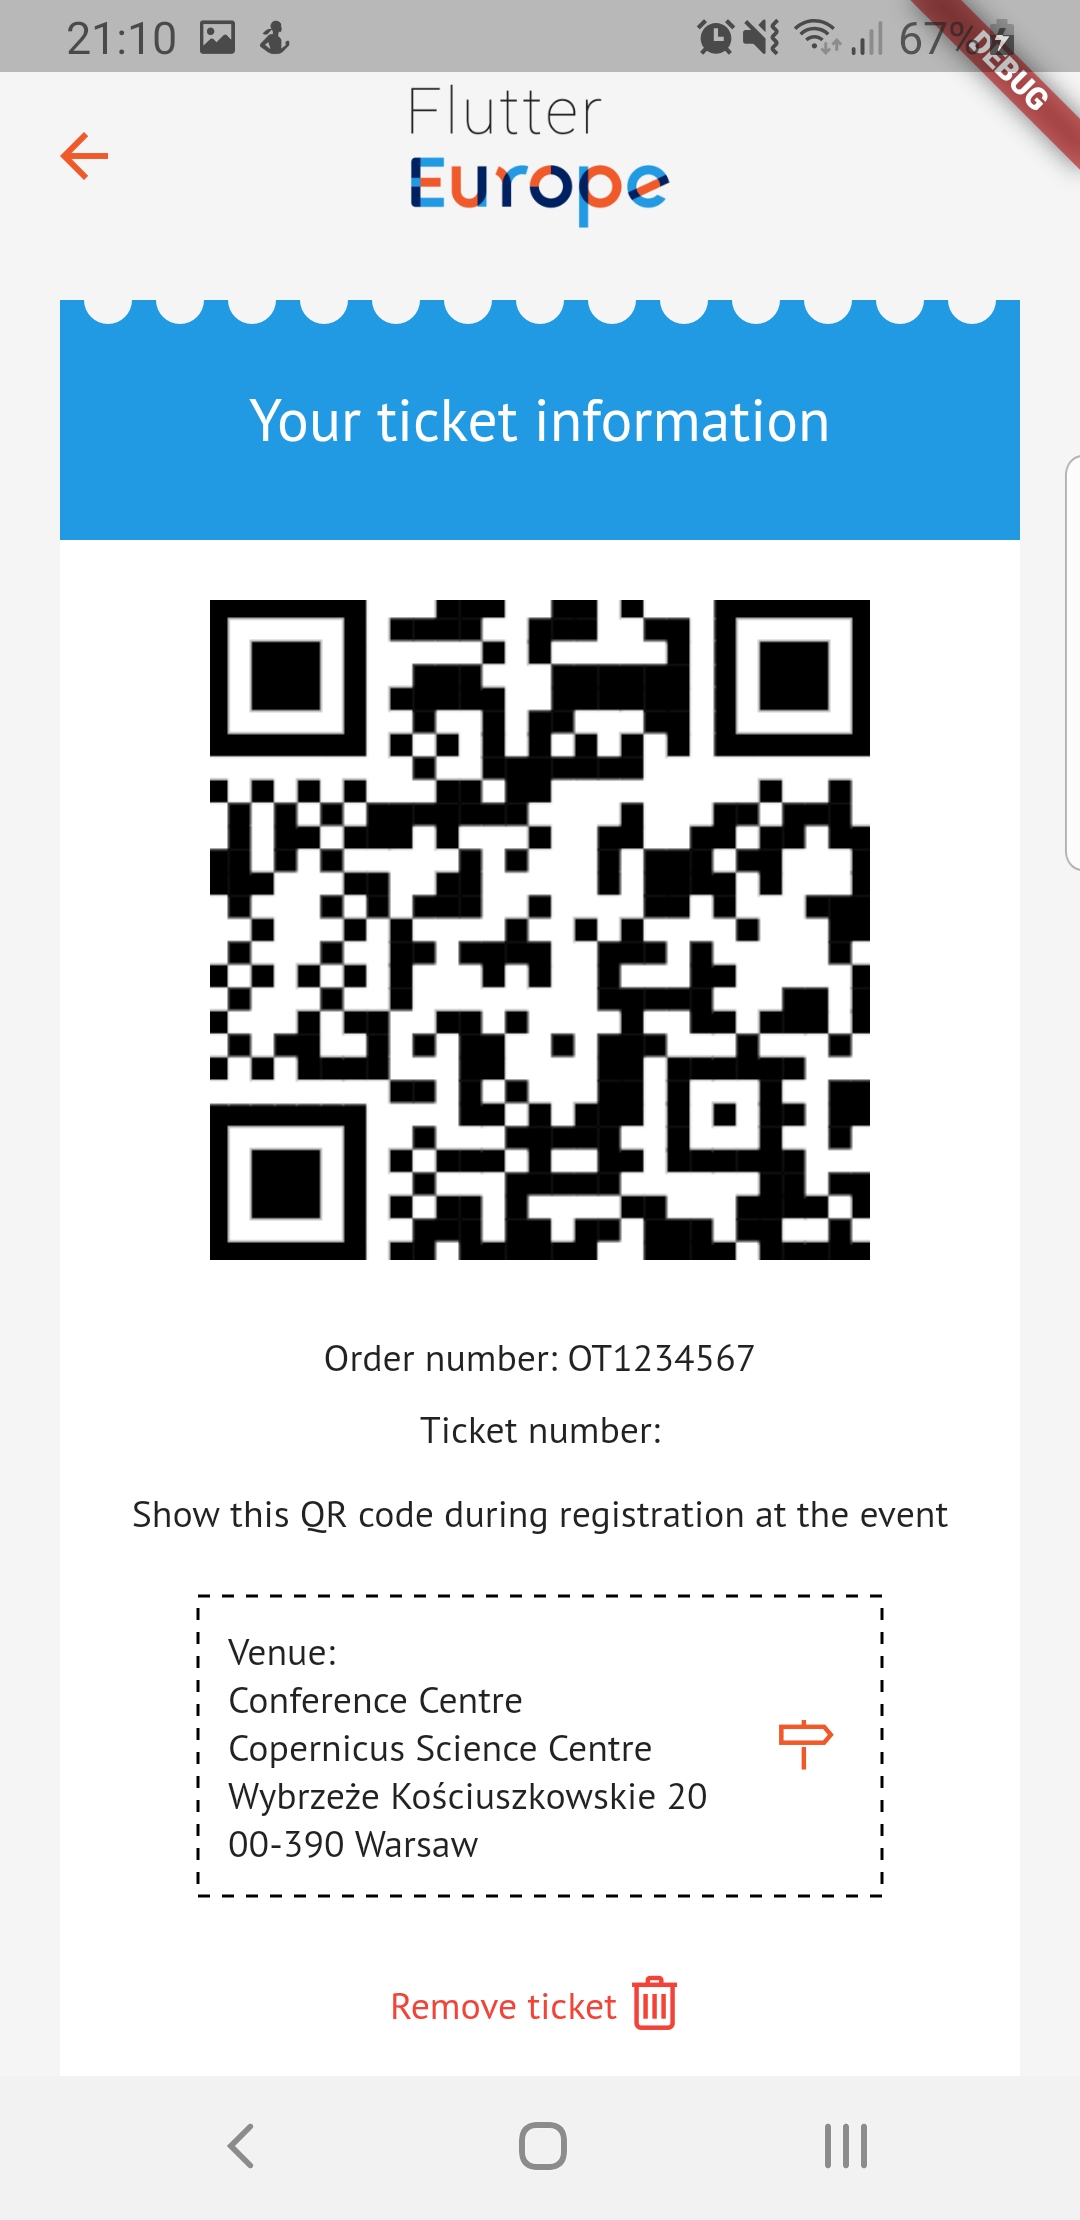 21:10
67%
DEBUG
Flutter
Europe
Your ticket information
Order number: OT1234567
Ticket number:
Show this QR code during registration at the event
Venue:
Conference Centre
Copernicus Science Centre
Wybrzeże Kościuszkowskie 20
00-390 Warsaw
Remove ticket